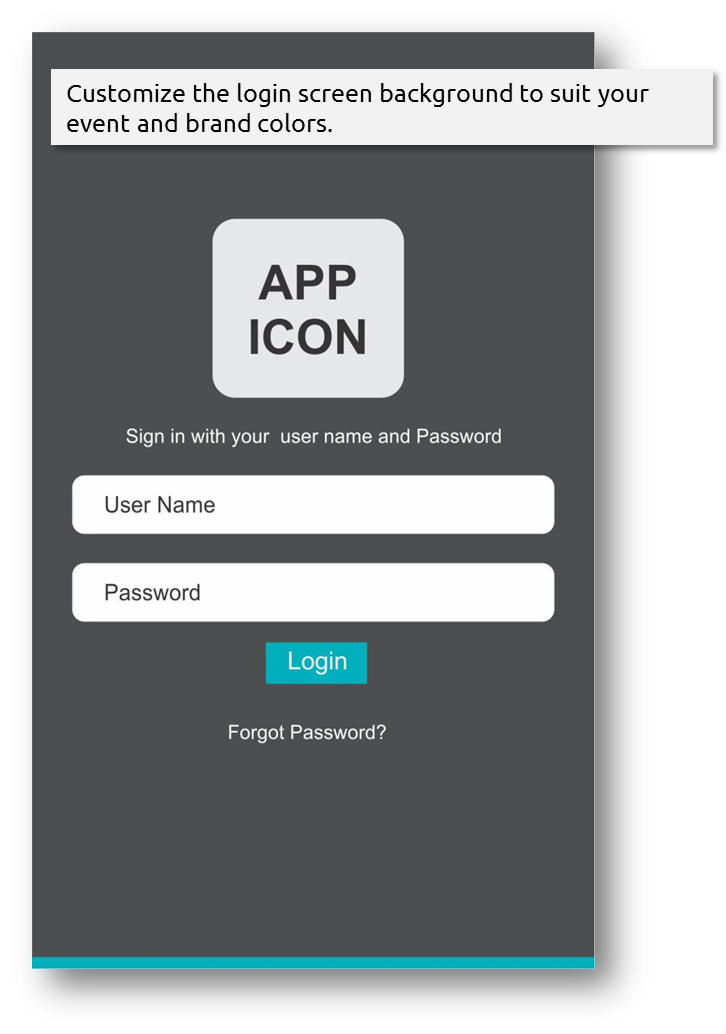 Customize the login screen background to suit your
event and brand colors.
APP
ICON
Sign in with your  user name and Password
User Name
Password
Login
Forgot Password?